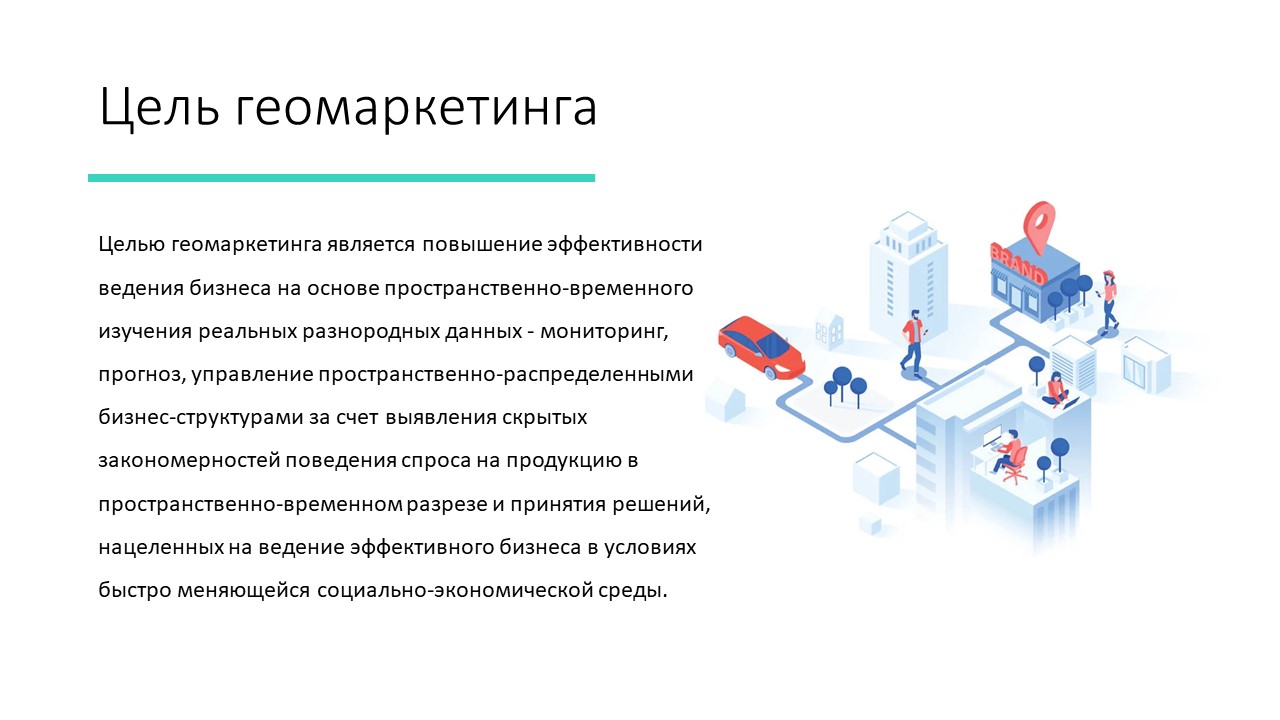 Цель геомаркетинга
Целью геомаркетинга является повышение эффективности
ведения бизнеса на основе пространственно-временного
изучения реальных разнородных данных - мониторинг,
прогноз, управление пространственно-распределенными
бизнес-структурами за счет выявления скрытых
закономерностей поведения спроса на продукцию в
пространственно-временном разрезе и принятия решений,
нацеленных на ведение эффективного бизнеса в условиях
быстро меняющейся социально-экономической среды.
BRAND